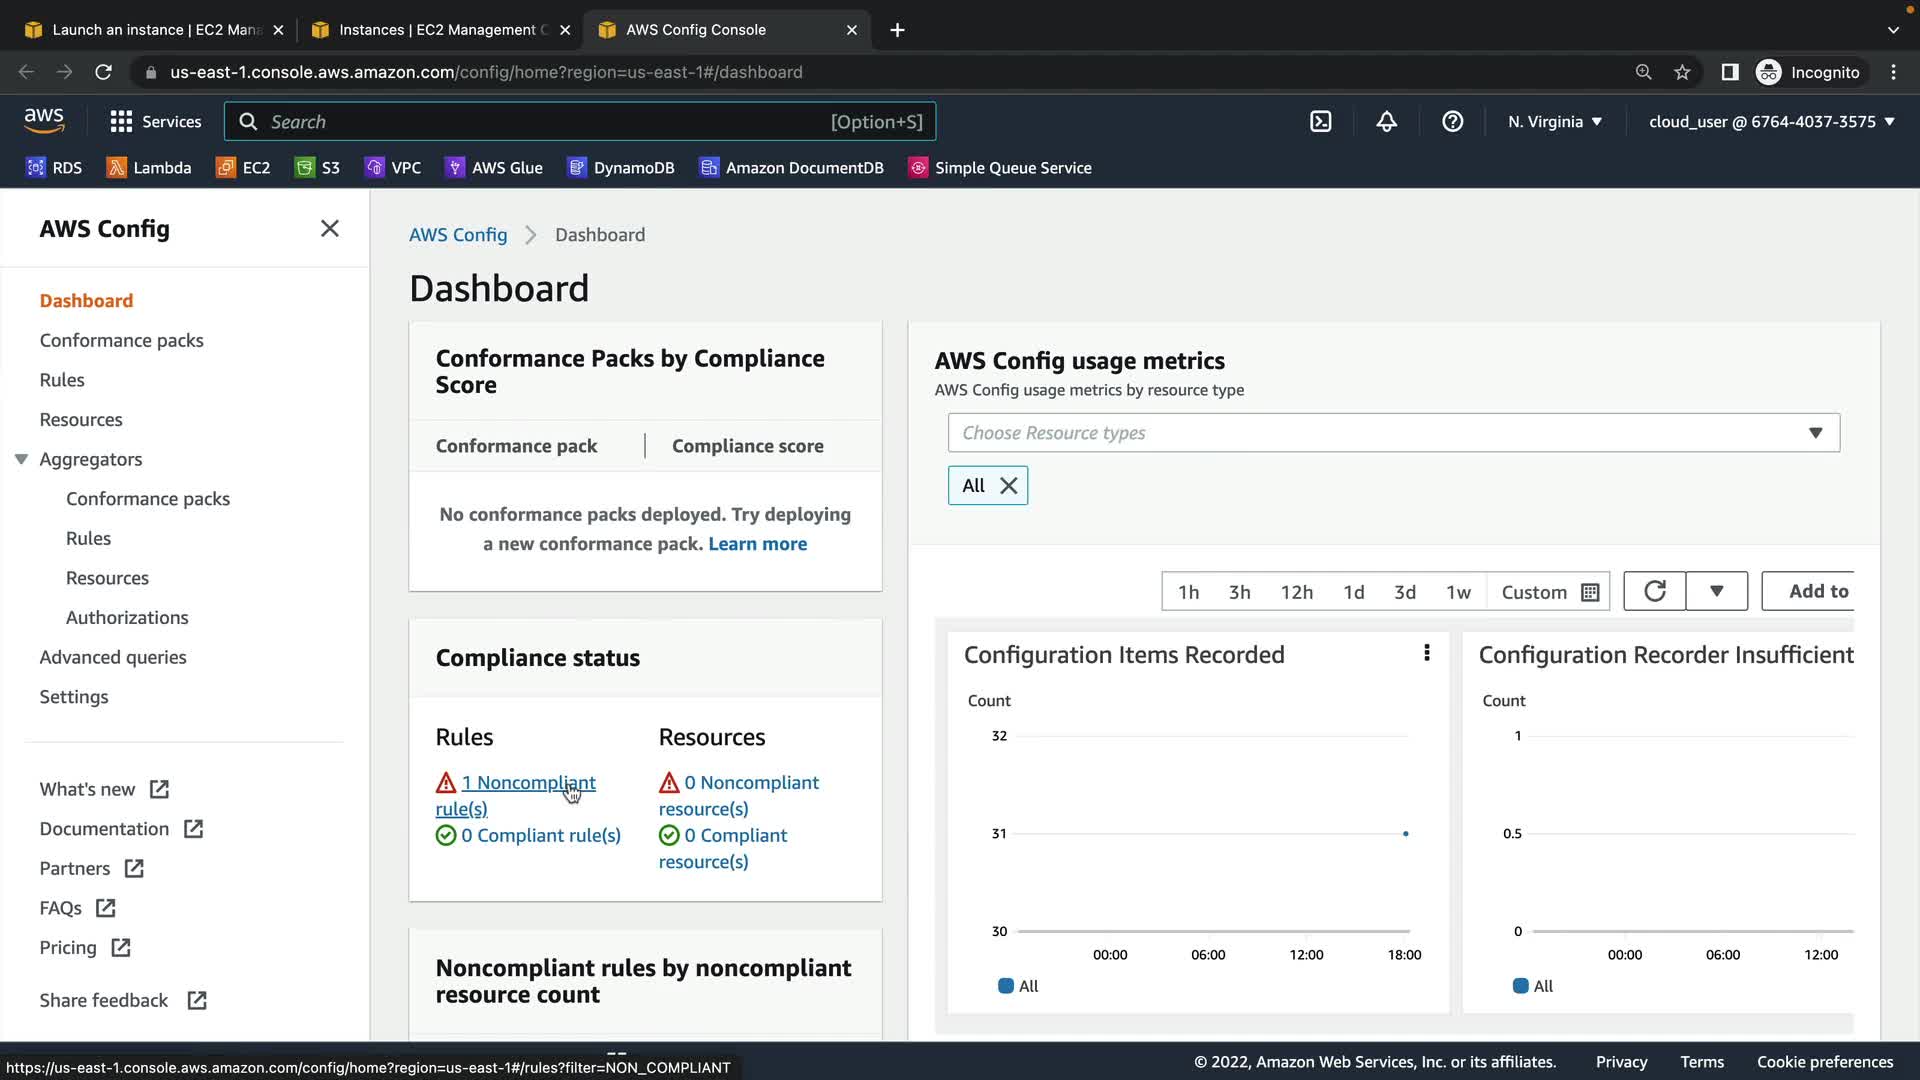 Launch an instance | EC2 Mana
Instances | EC2 Management C
AWS Config Console
us-east-1.console.aws.amazon.com/config/home?region=us-east-1#/dashboard
Incognito
aws
Services
Search
[Option+S]
N. Virginia
cloud_user @ 6764-4037-3575
RDS
Lambda
EC2
S3
VPC
AWS Glue
DynamoDB
Amazon DocumentDB
Simple Queue Service
AWS Config
Dashboard
Conformance packs
Rules
Resources
Aggregators
Conformance packs
Rules
Resources
Authorizations
Advanced queries
Settings
What's new
Documentation
Partners
FAQs
Pricing
Share feedback
AWS Config
Dashboard
Dashboard
Conformance Packs by Compliance
Score
Conformance pack
Compliance score
No conformance packs deployed. Try deploying
a new conformance pack. Learn more
Compliance status
Rules
1 Noncompliant
rule(s)
0 Compliant rule(s)
Resources
0 Noncompliant
resource(s)
0 Compliant
resource(s)
Noncompliant rules by noncompliant
resource count
AWS Config usage metrics
AWS Config usage metrics by resource type
Choose Resource types
All
1h
3h
12h
1d
3d
1w
Custom
Add to
Configuration Items Recorded
Count
32
31
30
00:00
06:00
12:00
18:00
All
Configuration Recorder Insufficient
Count
1
0.5
0
00:00
06:00
12:00
All
https://us-east-1.console.aws.amazon.com/config/home?region=us-east-1#/rules?filter=NON_COMPLIANT
© 2022, Amazon Web Services, Inc. or its affiliates.
Privacy
Terms
Cookie preferences